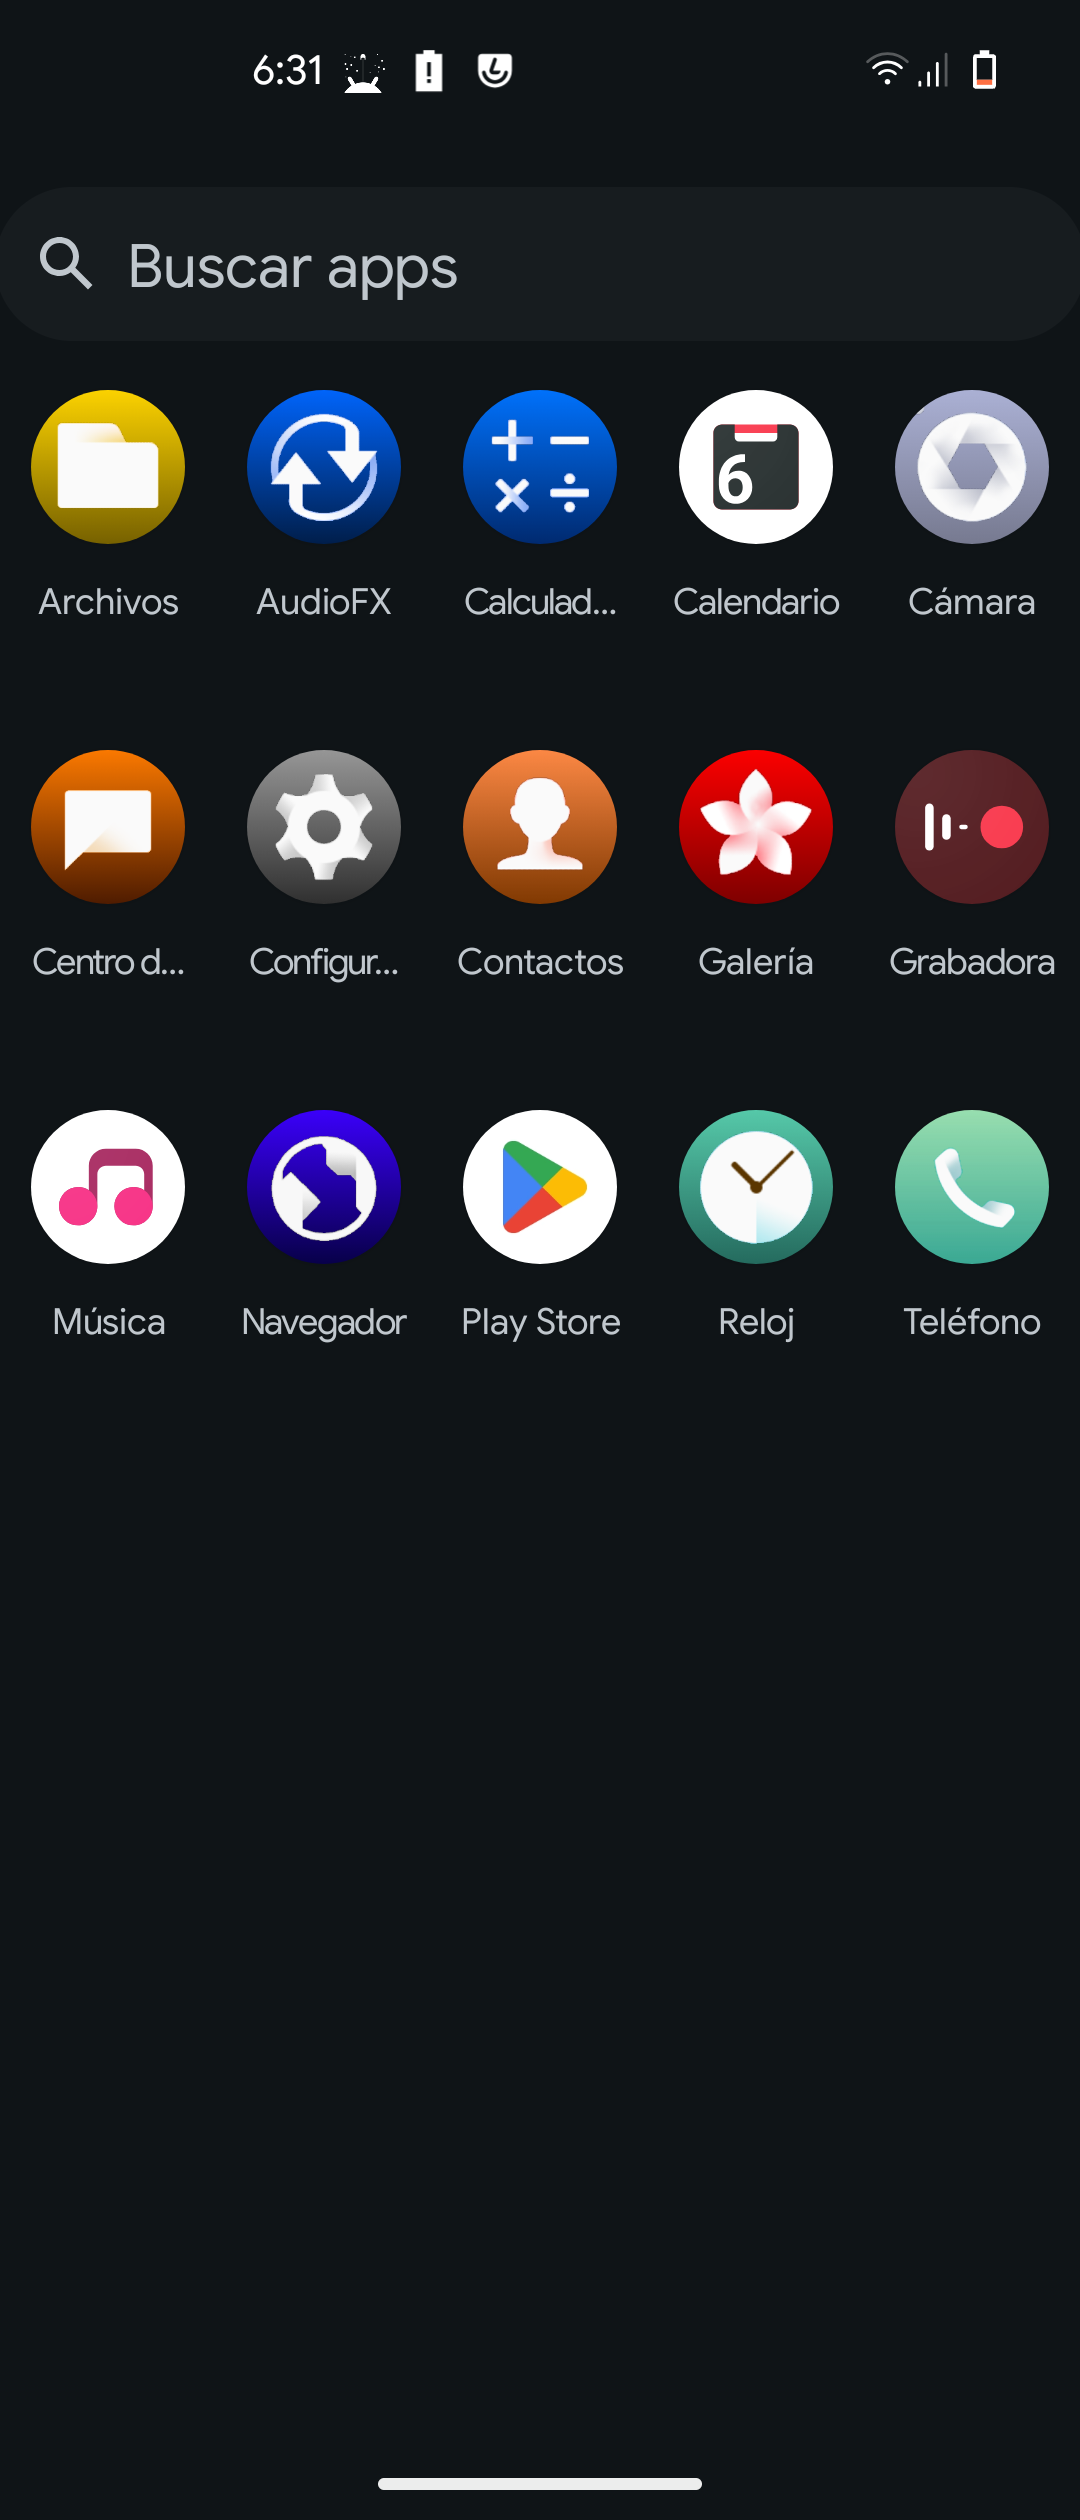 6:31
Buscar apps
Archivos AudioFX Calculad... Calendario Cámara
6
Centro d... Configur... Contactos Galería Grabadora
Música Navegador Play Store Reloj Teléfono